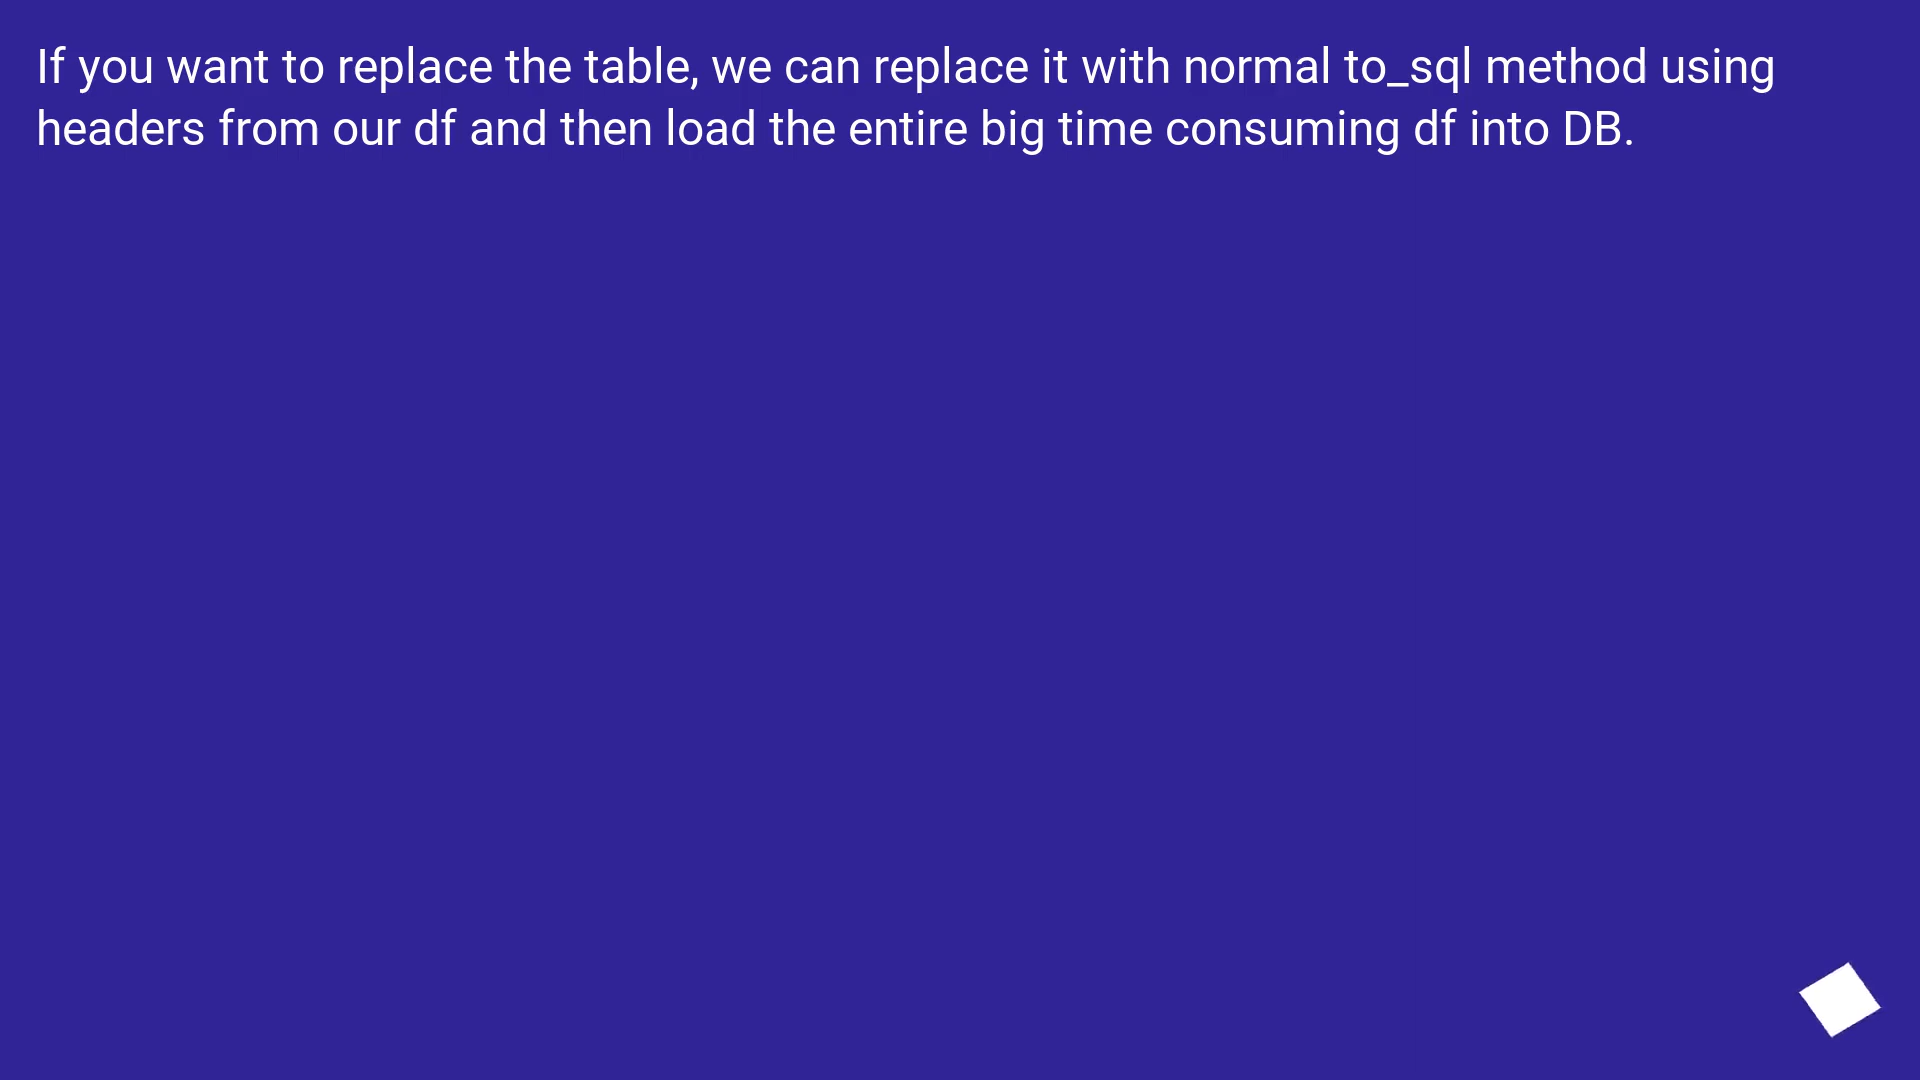 If you want to replace the table, we can replace it with normal to_sql method using
headers from our df and then load the entire big time consuming df into DB.